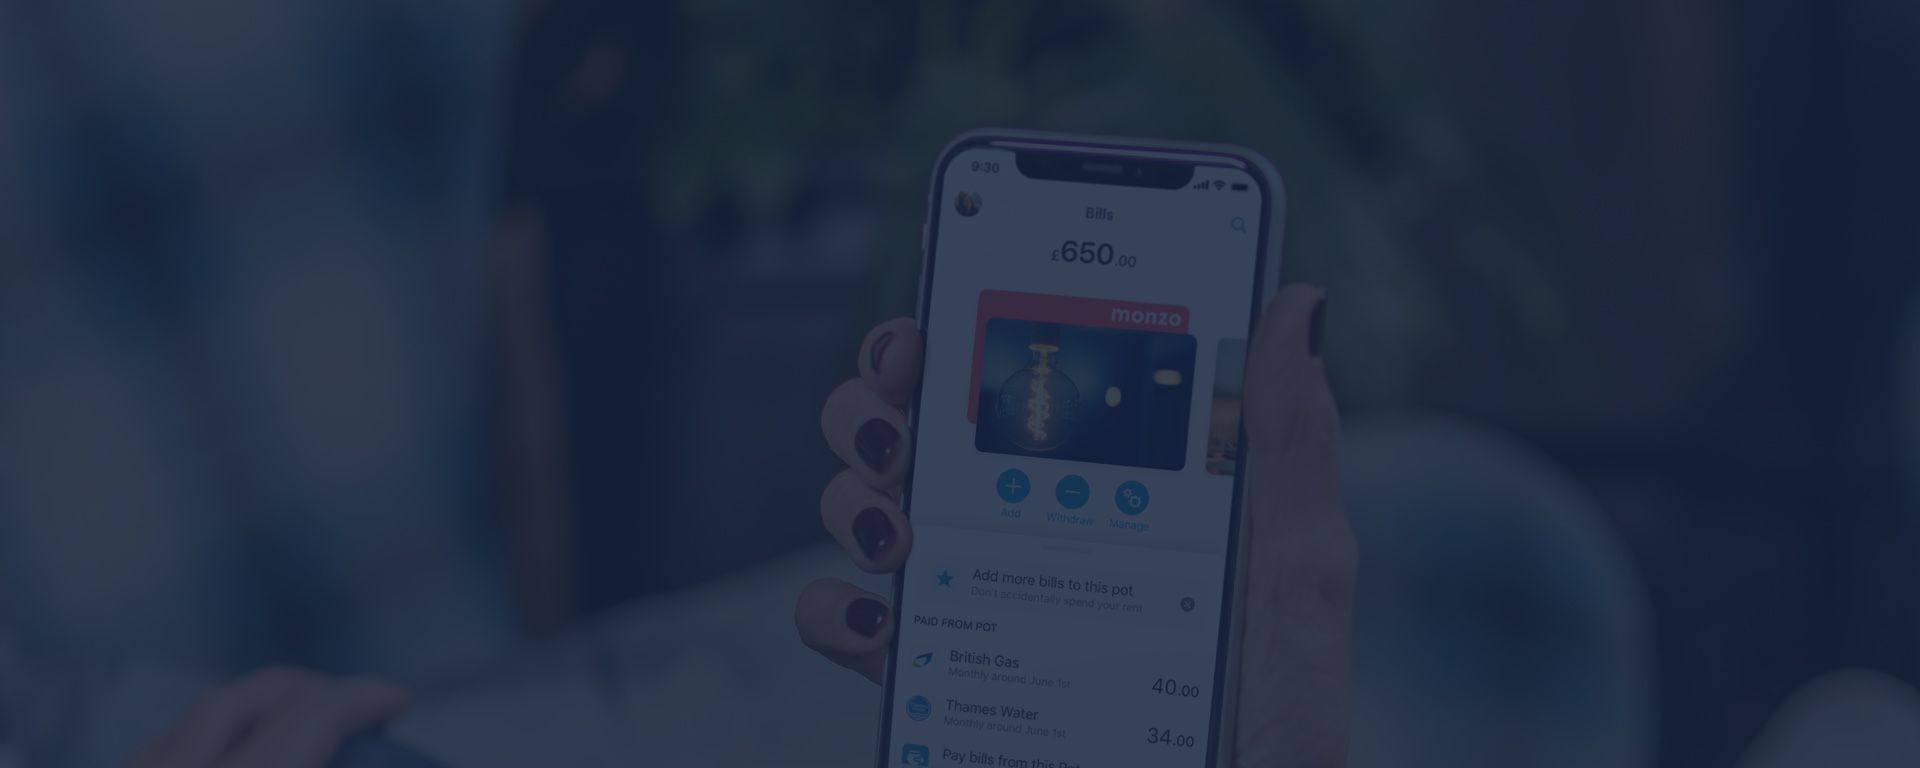 9:30
Bills
£650.00
monzo
Add
Withdraw
Manage
Add more bills to this pot
Don't accidentally spend your rent
PAID FROM POT
British Gas
Monthly around June 1st
40.00
Thames Water
Monthly around June 1st
34.00
Pay bills from this Pot